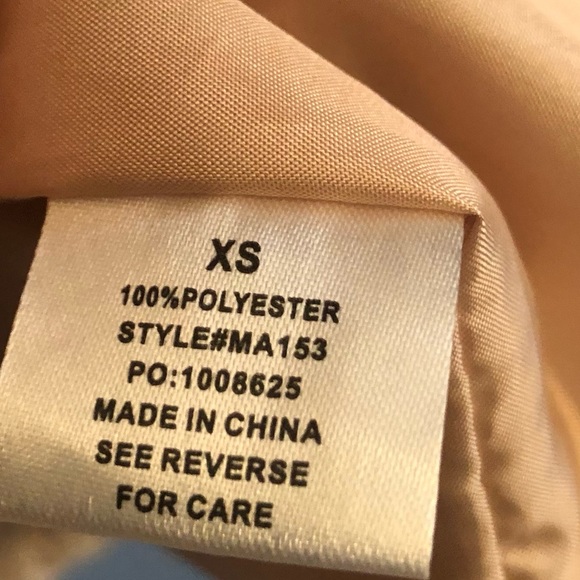 XS
100%POLYESTER
STYLE#MA153
PO:1008625
MADE IN CHINA
SEE REVERSE
FOR CARE